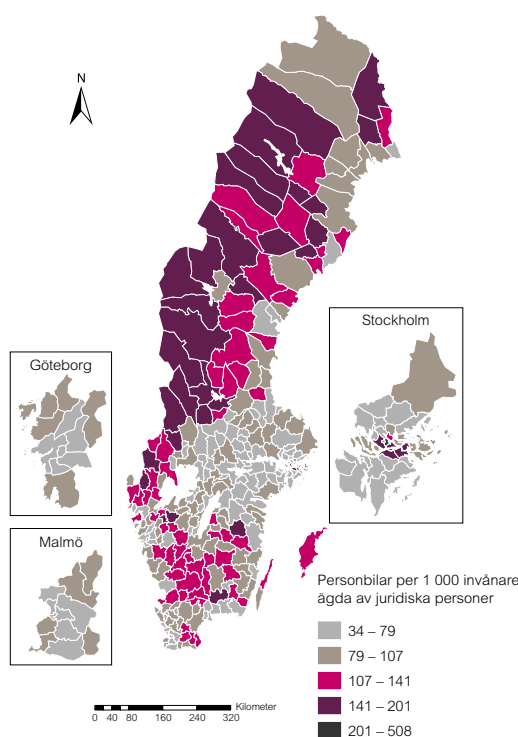 N
Stockholm
Göteborg
Malmö
Personbilar per 1 000 invånare
ägda av juridiska personer
34 – 79
79 – 107
107 – 141
141 – 201
201 – 508
Kilometer
0 40 80 160 240 320